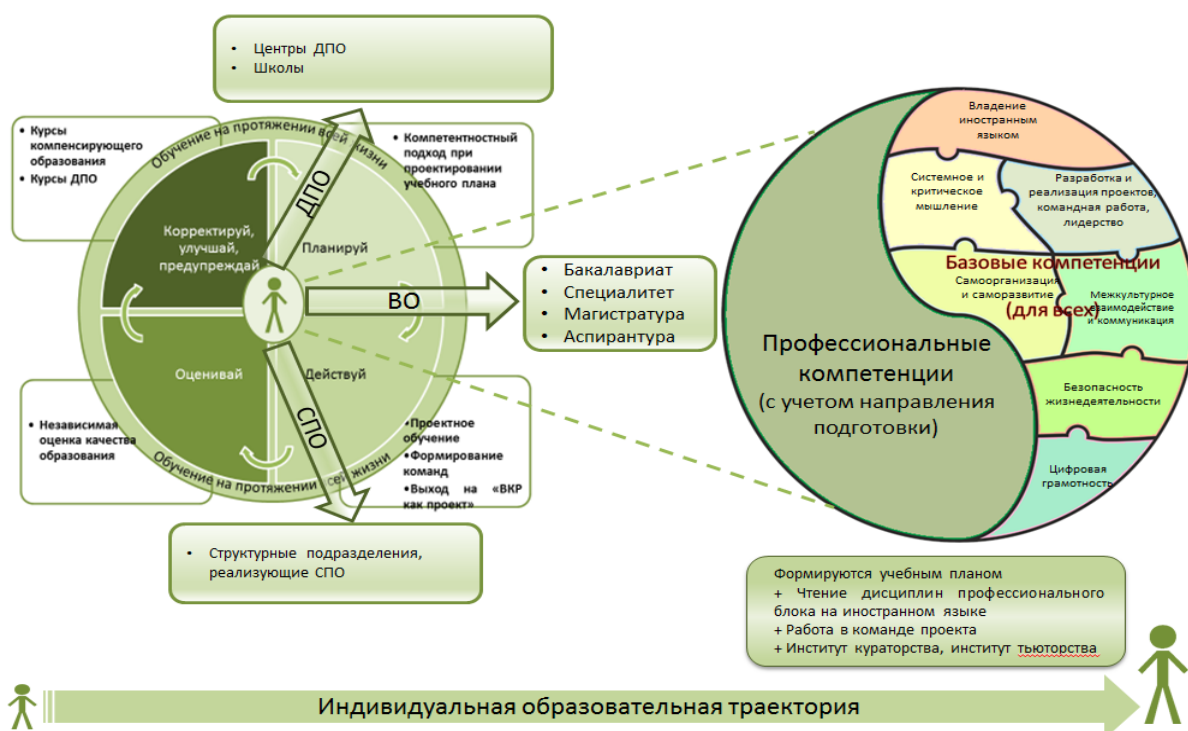 • Центры ДПО
• Школы
• Курсы
компенсирующего
образования
• Курсы ДПО
Обучение на протяжении всей жизни
• Компетентностный
подход при
проектировании
учебного плана
ДПО
Корректируй,
улучшай,
предупреждай
Планируй
ВО
• Бакалавриат
• Специалитет
• Магистратура
• Аспирантура
Оценивай
Действуй
СПО
• Независимая
оценка качества
образования
•Проектное
обучение
•Формирование
команд
•Выход на «ВКР
как проект»
Обучение на протяжении всей жизни
• Структурные подразделения,
реализующие СПО
Владение
иностранным
языком
Системное и
критическое
мышление
Разработка и
реализация проектов,
командная работа,
лидерство
Базовые компетенции
(для всех)
Самоорганизация
и саморазвитие
Межкультурное
взаимодействие
и коммуникация
Профессиональные
компетенции
(с учетом направления
подготовки)
Безопасность
жизнедеятельности
Цифровая
грамотность
Формируются учебным планом
+ Чтение дисциплин профессионального
блока на иностранном языке
+ Работа в команде проекта
+ Институт кураторства, институт тьюторства
Индивидуальная образовательная траектория